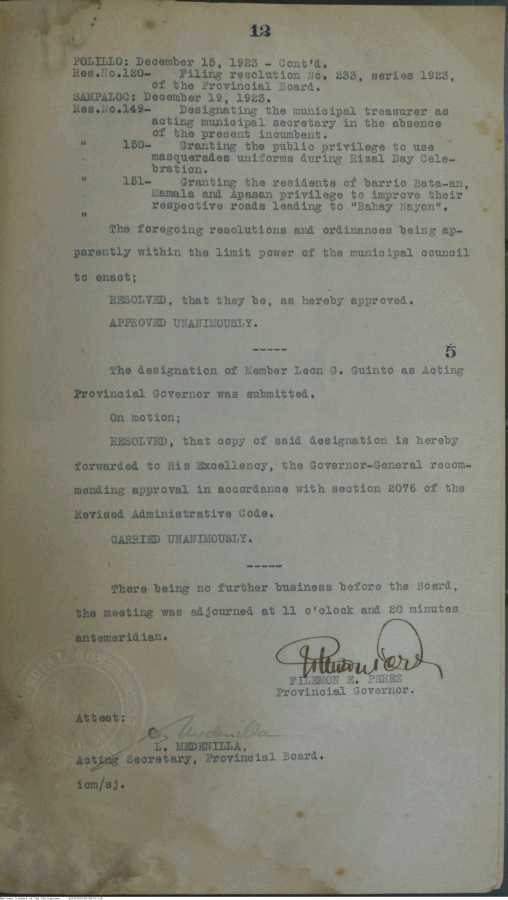 12
POLILLO: December 15, 1923 - Cont'd.
Res.No.120- Filing resolution No. 233, series 1923,
of the Provincial Board.
SAMPALOC: December 19, 1923.
Res.No.149- Designating the municipal treasurer as
acting municipal secretary in the absence
of the present incumbent.
" 150- Granting the public privilege to use
masquerades uniforms during Rizal Day Cele-
bration.
" 151- Granting the residents of barrio Bata-an,
Mamala and Apasan privilege to improve their
respective roads leading to "Bahay Nayon".
"
The foregoing resolutions and ordinances being ap-
parently within the limit power of the municipal council
to enact;
RESOLVED, that they be, as hereby approved.
APPROVED UNANIMOUSLY.
-----
5
The designation of Member Leon G. Guinto as Acting
Provincial Governor was submitted.
On motion;
RESOLVED, that copy of said designation is hereby
forwarded to His Excellency, the Governor-General recom-
mending approval in accordance with section 2076 of the
Revised Administrative Code.
CARRIED UNANIMOUSLY.
-----
There being no further business before the Board,
the meeting was adjourned at 11 o'clock and 20 minutes
antemeridian.
FILEMON E. PEREZ
Provincial Governor.
Attest:
L. MEDENILLA,
Acting Secretary, Provincial Board.
icm/sj.